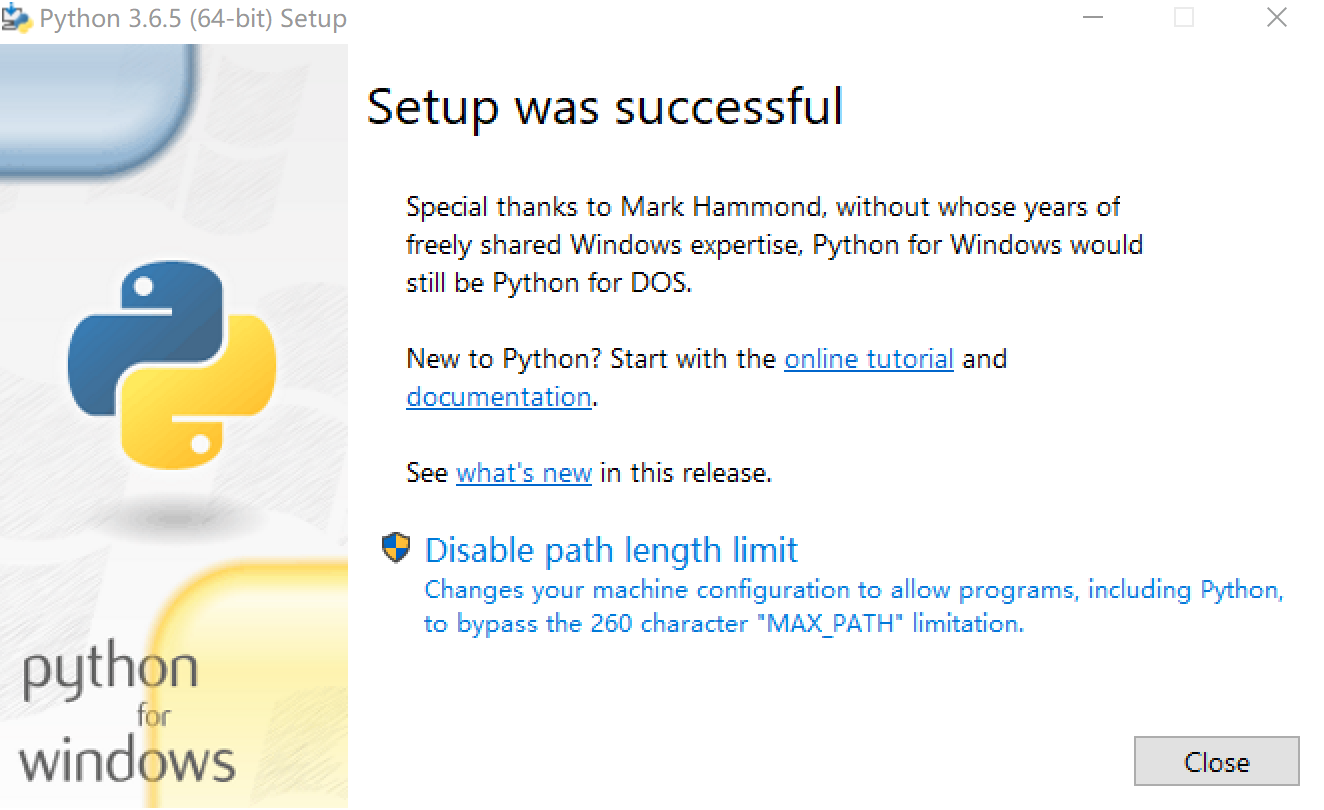 Python 3.6.5 (64-bit) Setup
Setup was successful
Special thanks to Mark Hammond, without whose years of
freely shared Windows expertise, Python for Windows would
still be Python for DOS.
New to Python? Start with the online tutorial and
documentation.
See what's new in this release.
Disable path length limit
Changes your machine configuration to allow programs, including Python,
to bypass the 260 character "MAX_PATH" limitation.
python
for
windows
Close